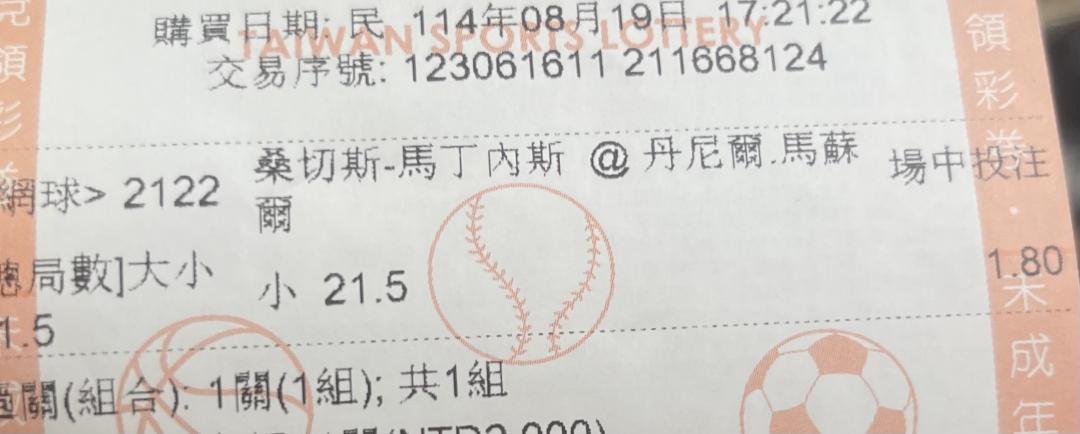 購買日期: 民 114年08月19日 17:21:22
TAIWAN SPORTS LOTTERY
交易序號: 123061611 211668124
網球> 2122 桑切斯-馬丁內斯 @ 丹尼爾.馬蘇爾 場中投注
總局數]大小 小 21.5 1.80
1.5
過關(組合): 1關(1組); 共1組
領彩券
未成年